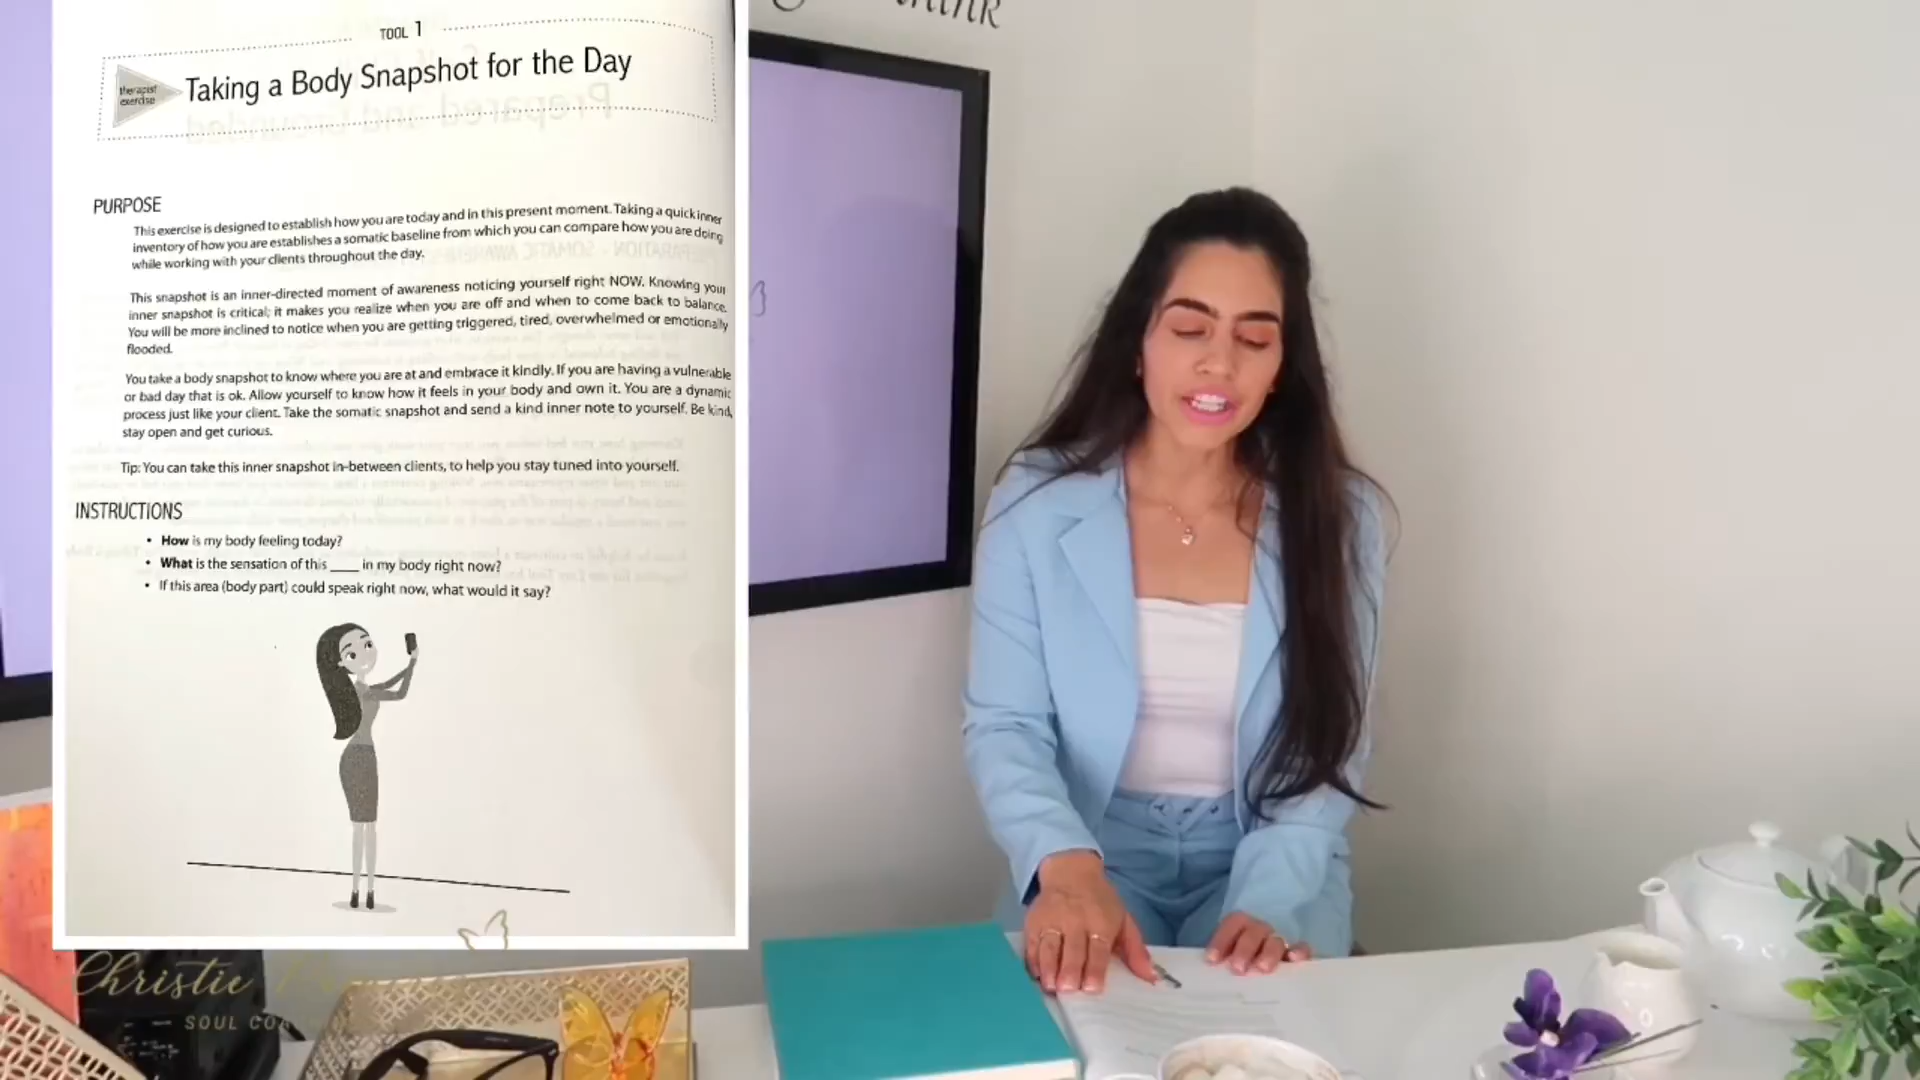 think
TOOL 1
therapist
exercise
Taking a Body Snapshot for the Day
PURPOSE
This exercise is designed to establish how you are today and in this present moment. Taking a quick inner
inventory of how you are establishes a somatic baseline from which you can compare how you are doing
while working with your clients throughout the day.
This snapshot is an inner-directed moment of awareness noticing yourself right NOW. Knowing your
inner snapshot is critical; it makes you realize when you are off and when to come back to balance.
You will be more inclined to notice when you are getting triggered, tired, overwhelmed or emotionally
flooded.
You take a body snapshot to know where you are at and embrace it kindly. If you are having a vulnerable
or bad day that is ok. Allow yourself to know how it feels in your body and own it. You are a dynamic
process just like your client. Take the somatic snapshot and send a kind inner note to yourself. Be kind,
stay open and get curious.
Tip: You can take this inner snapshot in-between clients, to help you stay tuned into yourself.
INSTRUCTIONS
• How is my body feeling today?
• What is the sensation of this ____ in my body right now?
• If this area (body part) could speak right now, what would it say?
Christie
SOUL